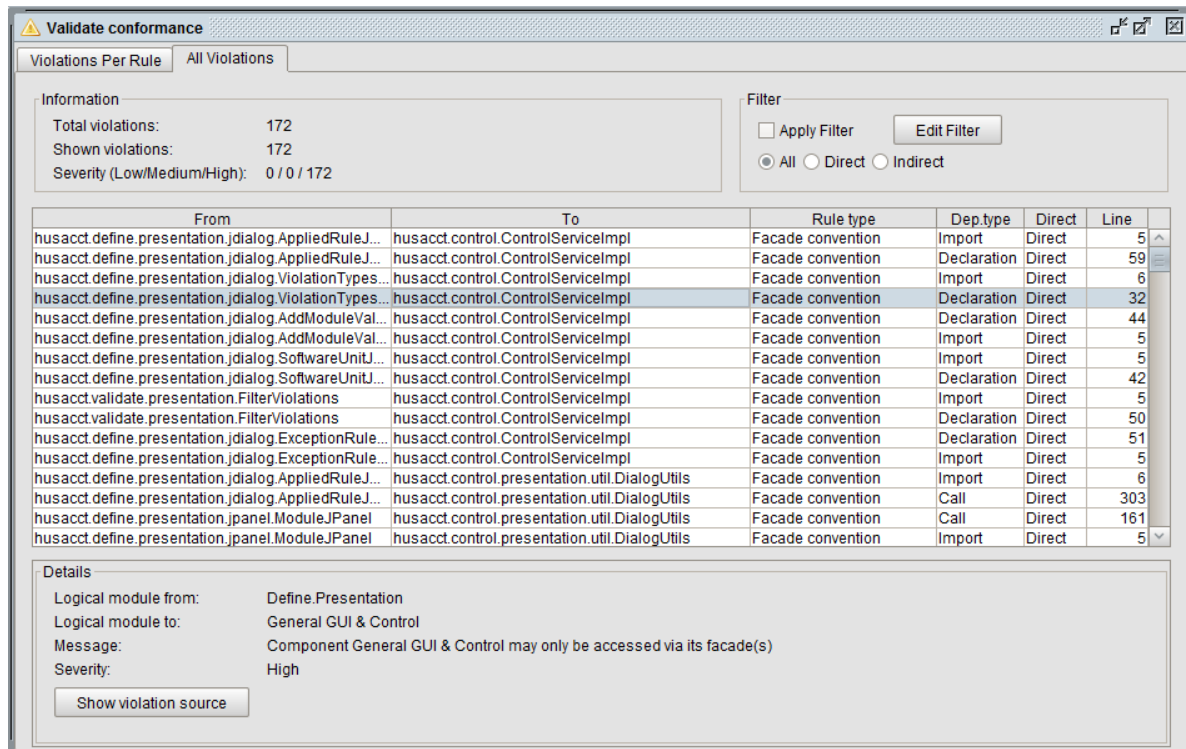 Validate conformance
Violations Per Rule All Violations
Information
Total violations: 172
Shown violations: 172
Severity (Low/Medium/High): 0 / 0 / 172
Filter
Apply Filter Edit Filter
All Direct Indirect
From To Rule type Dep.type Direct Line
husacct.define.presentation.jdialog.AppliedRuleJ... husacct.control.ControlServiceImpl Facade convention Import Direct 5
husacct.define.presentation.jdialog.AppliedRuleJ... husacct.control.ControlServiceImpl Facade convention Declaration Direct 59
husacct.define.presentation.jdialog.ViolationTypes... husacct.control.ControlServiceImpl Facade convention Import Direct 6
husacct.define.presentation.jdialog.ViolationTypes... husacct.control.ControlServiceImpl Facade convention Declaration Direct 32
husacct.define.presentation.jdialog.AddModuleVal... husacct.control.ControlServiceImpl Facade convention Declaration Direct 44
husacct.define.presentation.jdialog.AddModuleVal... husacct.control.ControlServiceImpl Facade convention Import Direct 5
husacct.define.presentation.jdialog.SoftwareUnitJ... husacct.control.ControlServiceImpl Facade convention Import Direct 5
husacct.define.presentation.jdialog.SoftwareUnitJ... husacct.control.ControlServiceImpl Facade convention Declaration Direct 42
husacct.validate.presentation.FilterViolations husacct.control.ControlServiceImpl Facade convention Import Direct 5
husacct.validate.presentation.FilterViolations husacct.control.ControlServiceImpl Facade convention Declaration Direct 50
husacct.define.presentation.jdialog.ExceptionRule... husacct.control.ControlServiceImpl Facade convention Declaration Direct 51
husacct.define.presentation.jdialog.ExceptionRule... husacct.control.ControlServiceImpl Facade convention Import Direct 5
husacct.define.presentation.jdialog.AppliedRuleJ... husacct.control.presentation.util.DialogUtils Facade convention Import Direct 6
husacct.define.presentation.jdialog.AppliedRuleJ... husacct.control.presentation.util.DialogUtils Facade convention Call Direct 303
husacct.define.presentation.jpanel.ModuleJPanel husacct.control.presentation.util.DialogUtils Facade convention Call Direct 161
husacct.define.presentation.jpanel.ModuleJPanel husacct.control.presentation.util.DialogUtils Facade convention Import Direct 5
Details
Logical module from: Define.Presentation
Logical module to: General GUI & Control
Message: Component General GUI & Control may only be accessed via its facade(s)
Severity: High
Show violation source